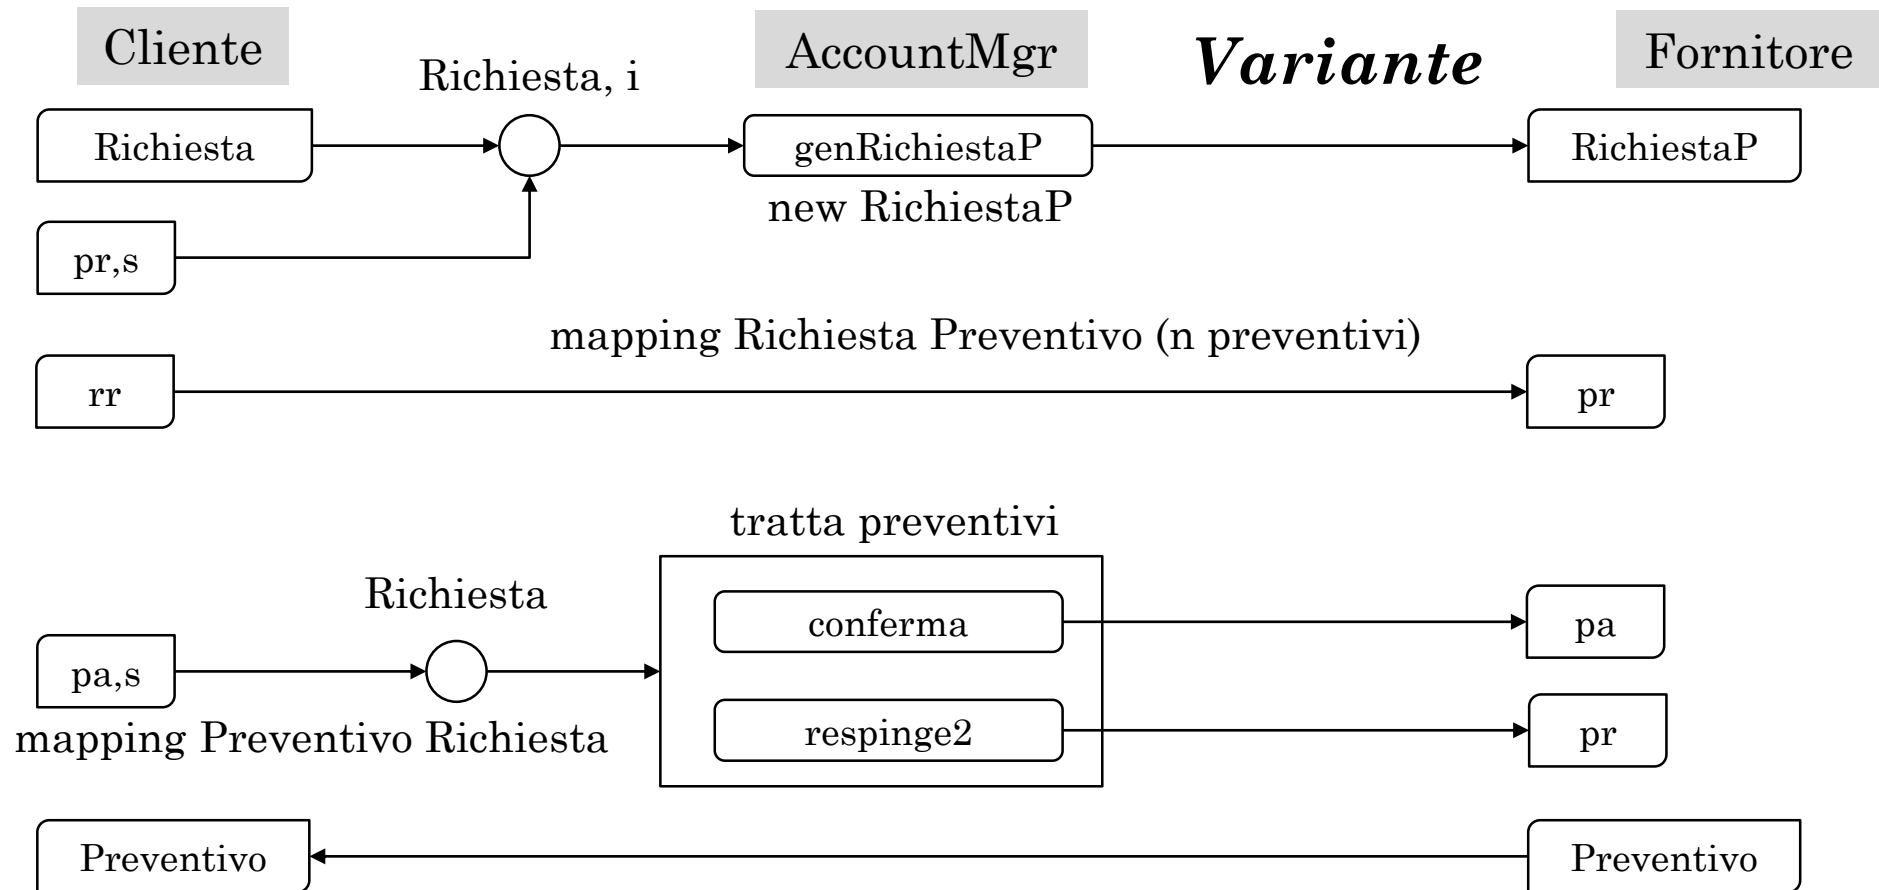 Cliente
AccountMgr
Variante
Fornitore
Richiesta, i
Richiesta
genRichiestaP
RichiestaP
new RichiestaP
pr,s
mapping Richiesta Preventivo (n preventivi)
rr
pr
tratta preventivi
Richiesta
conferma
pa
pa,s
respinge2
pr
mapping Preventivo Richiesta
Preventivo
Preventivo